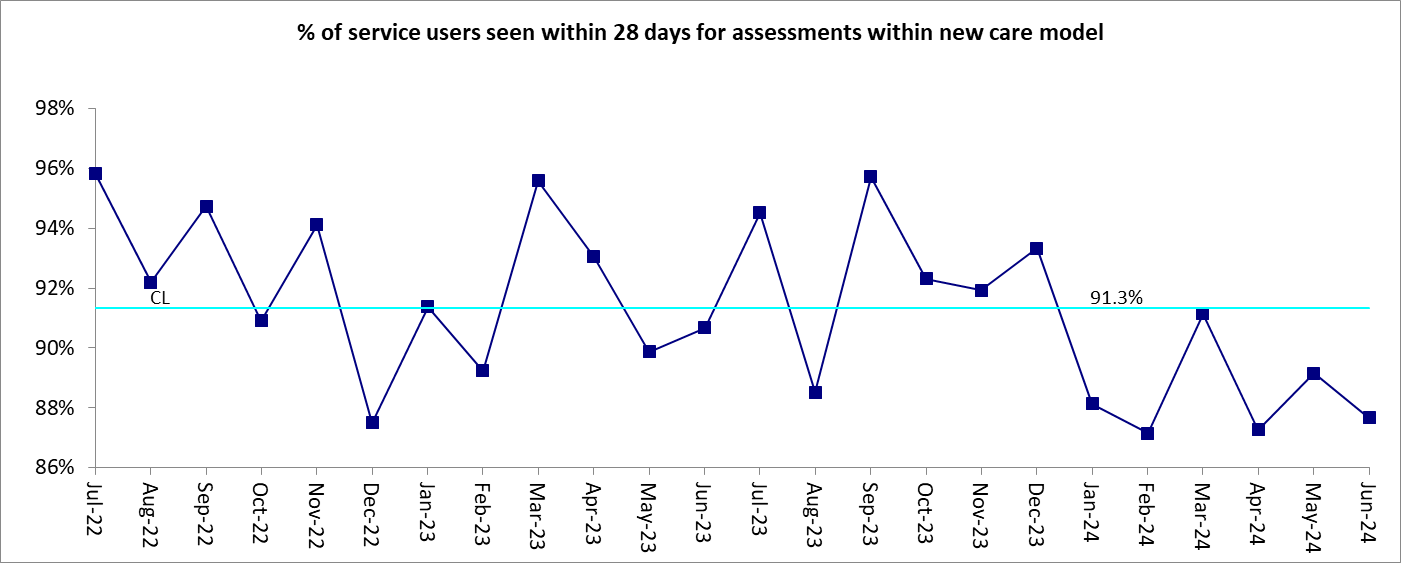 % of service users seen within 28 days for assessments within new care model
98%
96%
94%
92%
90%
88%
86%
CL
91.3%
Jul-22
Aug-22
Sep-22
Oct-22
Nov-22
Dec-22
Jan-23
Feb-23
Mar-23
Apr-23
May-23
Jun-23
Jul-23
Aug-23
Sep-23
Oct-23
Nov-23
Dec-23
Jan-24
Feb-24
Mar-24
Apr-24
May-24
Jun-24